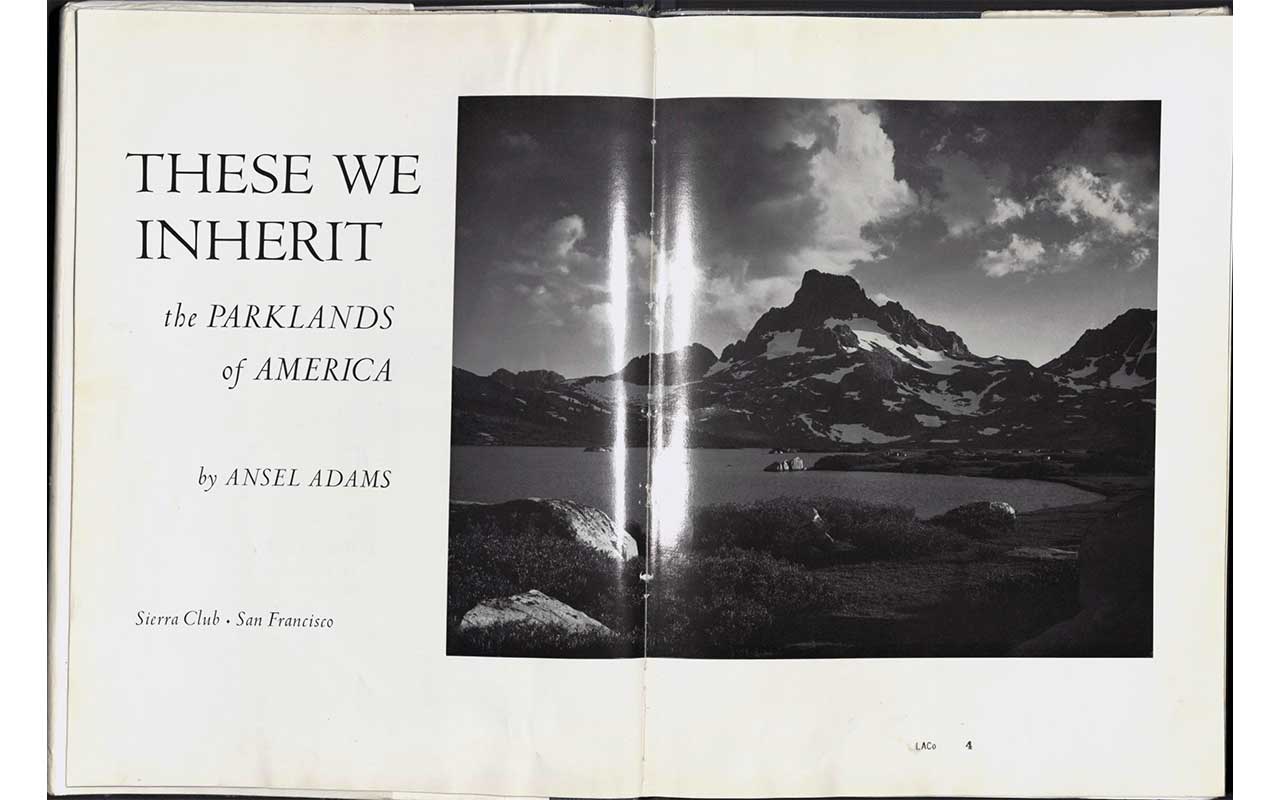 THESE WE
INHERIT
the PARKLANDS
of AMERICA
by ANSEL ADAMS
Sierra Club • San Francisco
LACo 4